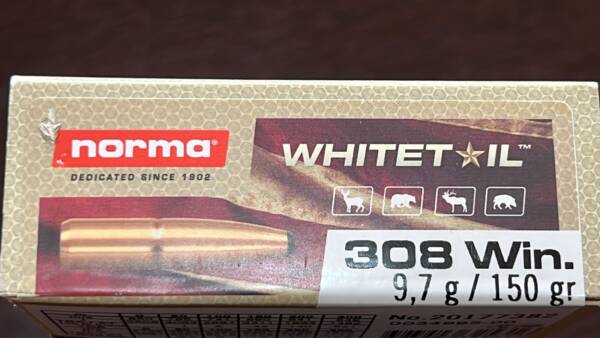 norma®
DEDICATED SINCE 1902
WHITET★IL™
308 Win.
9,7 g / 150 gr
No.20177382